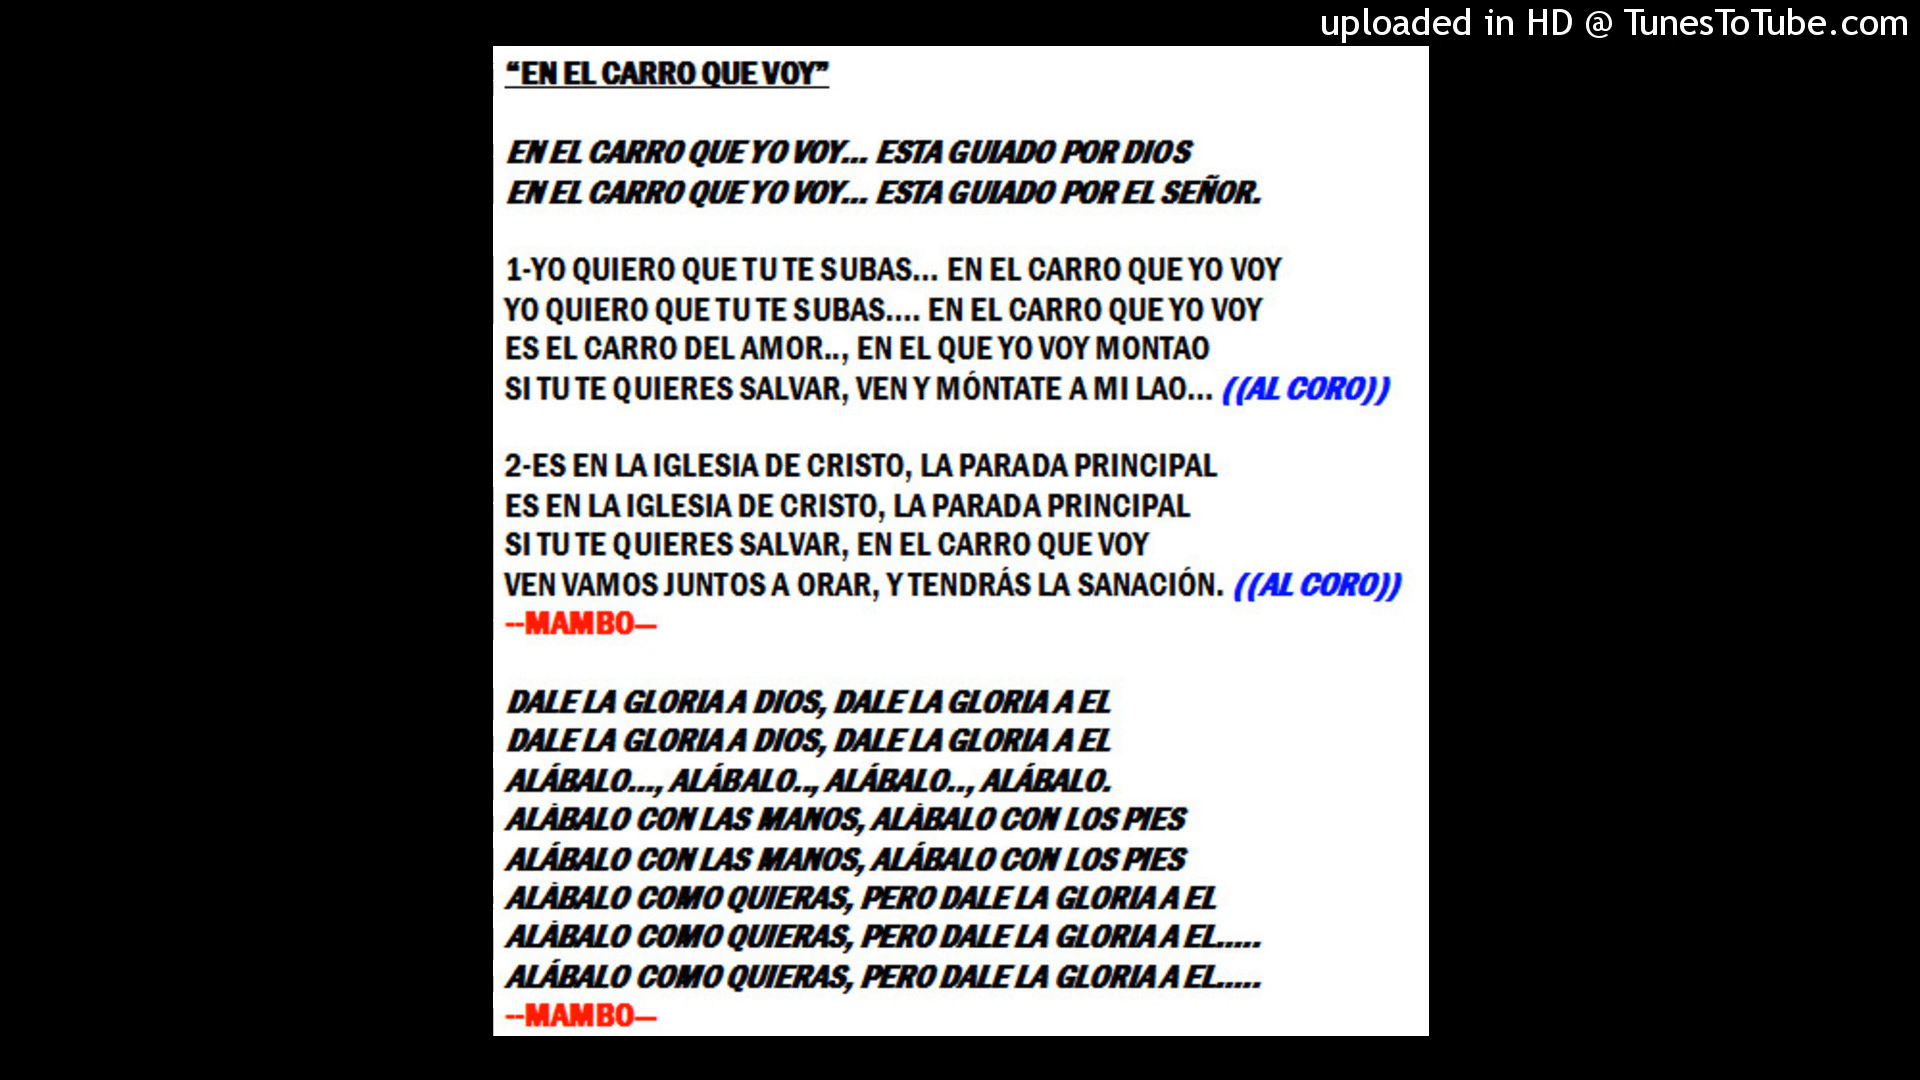 uploaded in HD @ TunesToTube.com
“EN EL CARRO QUE VOY”
EN EL CARRO QUE YO VOY... ESTA GUIADO POR DIOS
EN EL CARRO QUE YO VOY... ESTA GUIADO POR EL SEÑOR.
1-YO QUIERO QUE TU TE SUBAS... EN EL CARRO QUE YO VOY
YO QUIERO QUE TU TE SUBAS.... EN EL CARRO QUE YO VOY
ES EL CARRO DEL AMOR.., EN EL QUE YO VOY MONTAO
SI TU TE QUIERES SALVAR, VEN Y MÓNTATE A MI LAO... ((AL CORO))
2-ES EN LA IGLESIA DE CRISTO, LA PARADA PRINCIPAL
ES EN LA IGLESIA DE CRISTO, LA PARADA PRINCIPAL
SI TU TE QUIERES SALVAR, EN EL CARRO QUE VOY
VEN VAMOS JUNTOS A ORAR, Y TENDRÁS LA SANACIÓN. ((AL CORO))
--MAMBO—
DALE LA GLORIA A DIOS, DALE LA GLORIA A EL
DALE LA GLORIA A DIOS, DALE LA GLORIA A EL
ALÁBALO..., ALÁBALO.., ALÁBALO.., ALÁBALO.
ALÁBALO CON LAS MANOS, ALÁBALO CON LOS PIES
ALÁBALO CON LAS MANOS, ALÁBALO CON LOS PIES
ALÁBALO COMO QUIERAS, PERO DALE LA GLORIA A EL
ALÁBALO COMO QUIERAS, PERO DALE LA GLORIA A EL.....
ALÁBALO COMO QUIERAS, PERO DALE LA GLORIA A EL.....
--MAMBO—